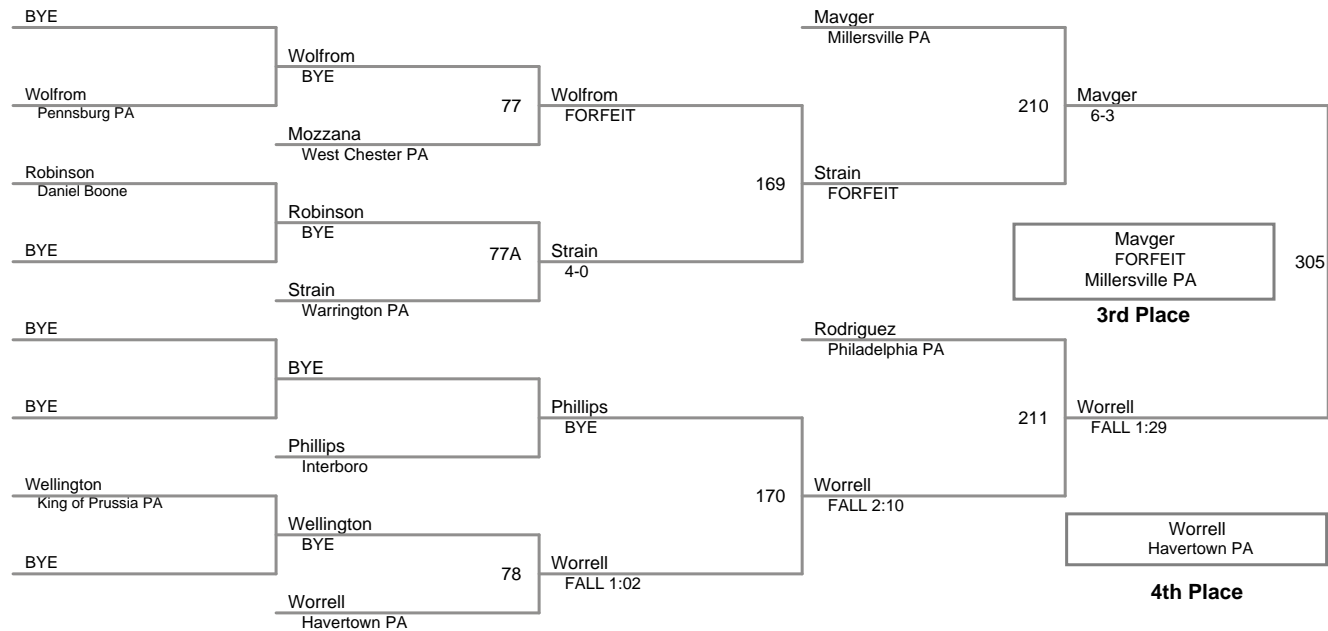 BYE
Wolfrom
Pennsburg PA
Robinson
Daniel Boone
BYE
BYE
BYE
Wellington
King of Prussia PA
BYE
Wolfrom
BYE
Mozzana
West Chester PA
77
Robinson
BYE
Strain
Warrington PA
77A
BYE
Phillips
Interboro
Wellington
BYE
Worrell
Havertown PA
78
Wolfrom
FORFEIT
Strain
4-0
169
Phillips
BYE
Worrell
FALL 1:02
170
Mavger
Millersville PA
Strain
FORFEIT
210
Rodriguez
Philadelphia PA
Worrell
FALL 2:10
211
Mavger
6-3
Worrell
FALL 1:29
305
Mavger
FORFEIT
Millersville PA
3rd Place
Worrell
Havertown PA
4th Place